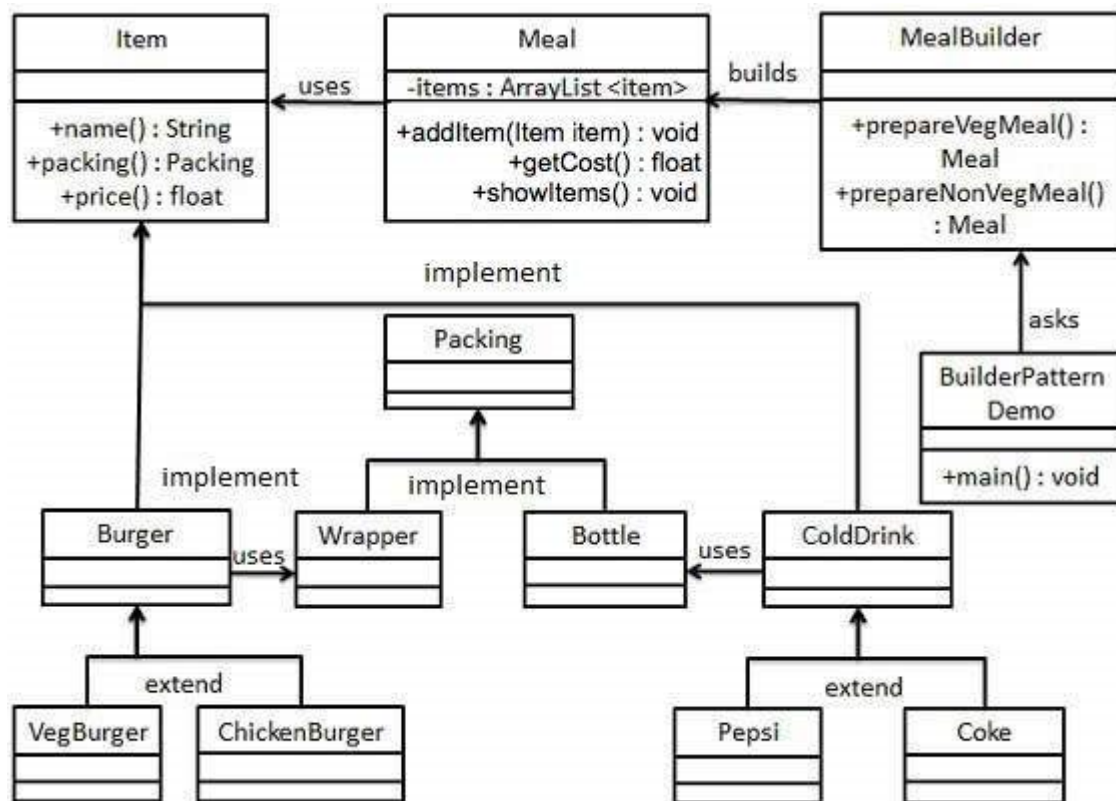 Item
+name() : String
+packing() : Packing
+price() : float
uses
Meal
-items : ArrayList <item>
+addItem(Item item) : void
+getCost() : float
+showItems() : void
builds
MealBuilder
+prepareVegMeal() :
Meal
+prepareNonVegMeal()
: Meal
implement
asks
Packing
BuilderPattern
Demo
+main() : void
implement
implement
Burger
uses
Wrapper
Bottle
uses
ColdDrink
extend
extend
VegBurger
ChickenBurger
Pepsi
Coke